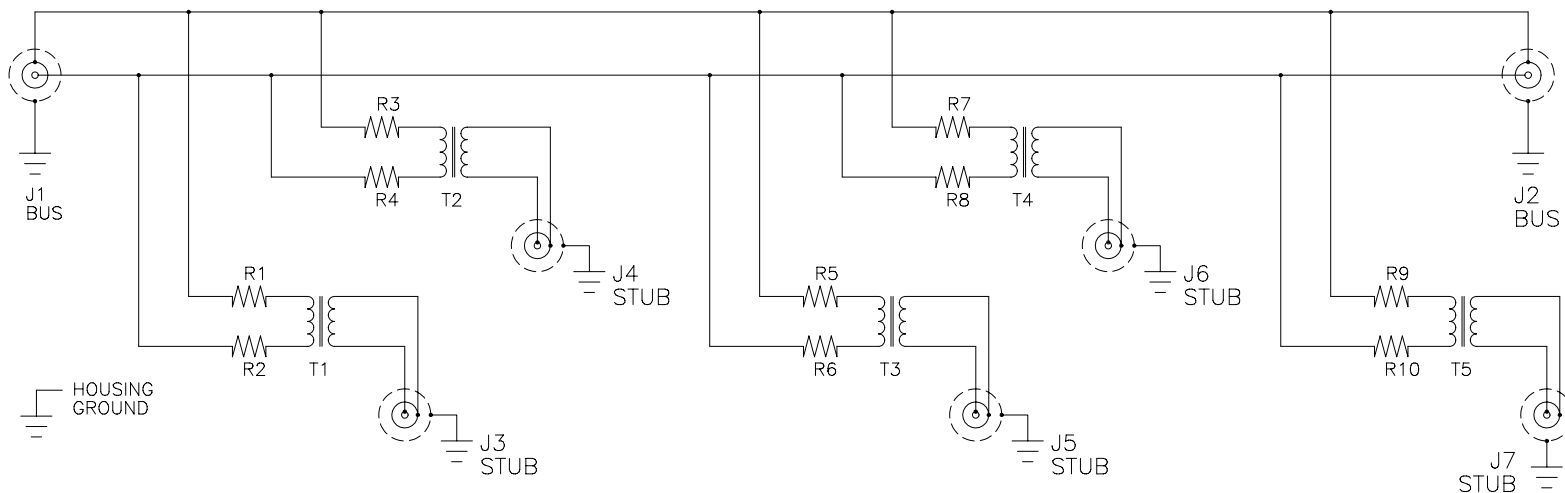 R3
R7
R4
T2
R8
T4
J1
BUS
J2
BUS
R1
J4
STUB
R5
J6
STUB
R9
R2
T1
R6
T3
R10
T5
HOUSING
GROUND
J3
STUB
J5
STUB
J7
STUB